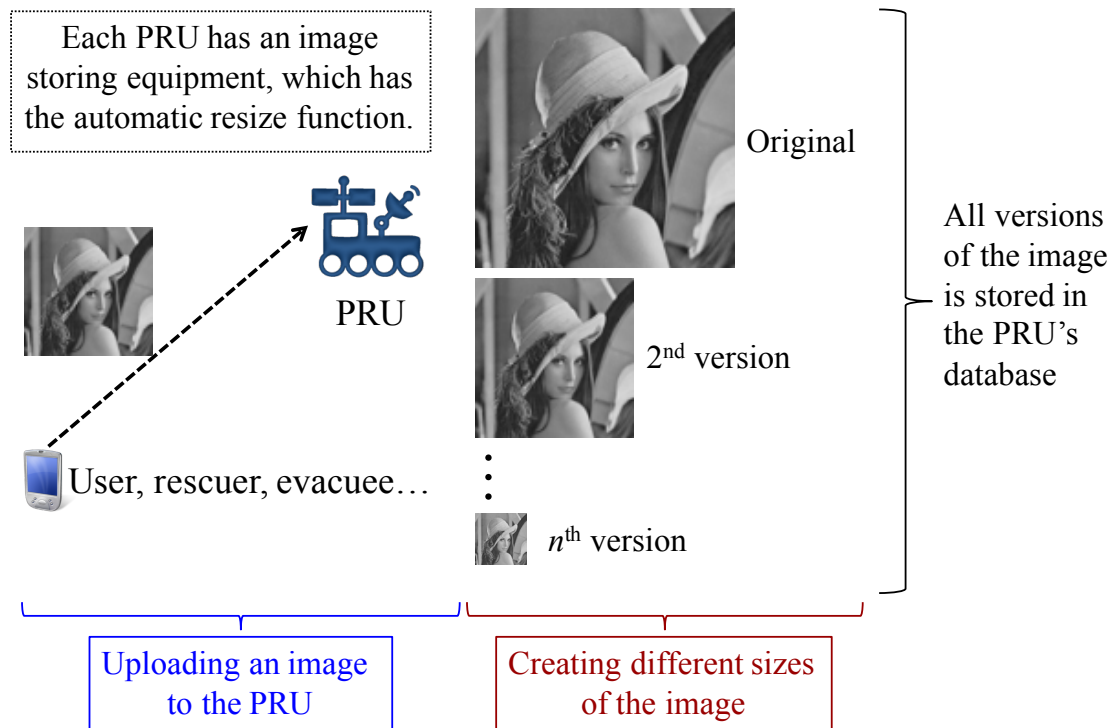 Each PRU has an image
storing equipment, which has
the automatic resize function.
PRU
User, rescuer, evacuee…
Original
2nd version
nth version
All versions
of the image
is stored in
the PRU’s
database
Uploading an image
to the PRU
Creating different sizes
of the image